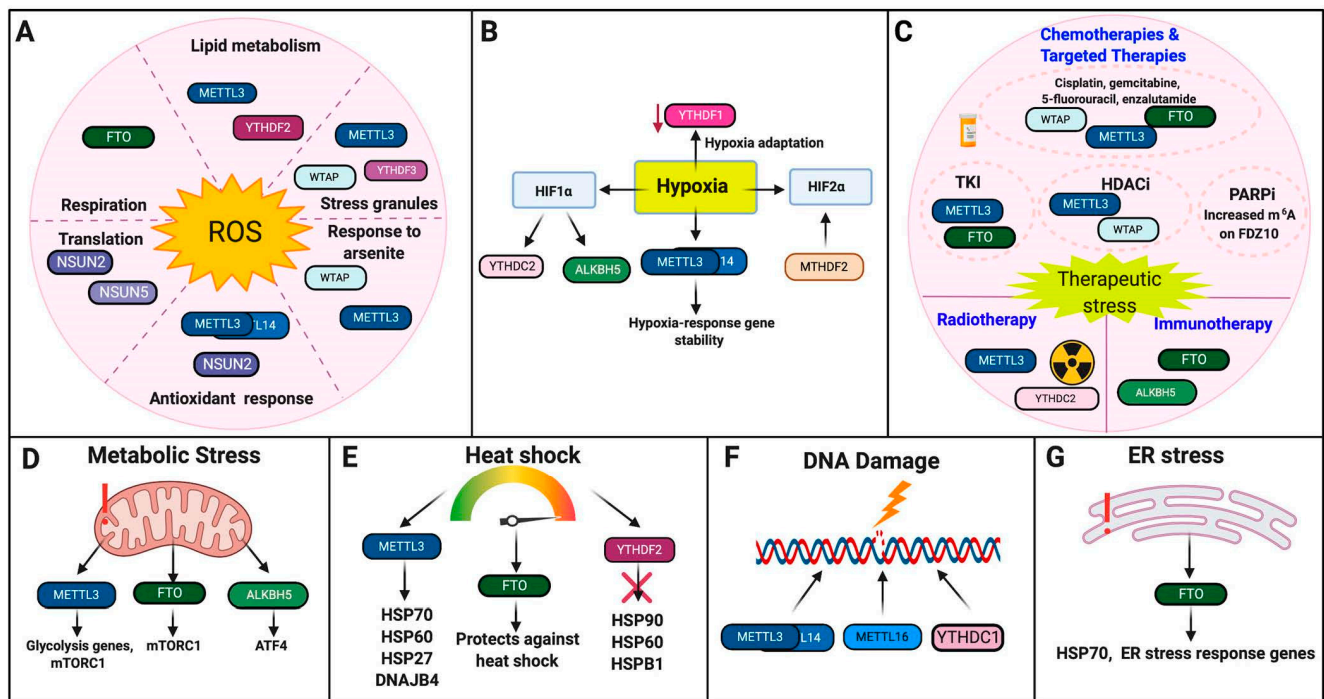 A
Lipid metabolism
METTL3
YTHDF2
FTO
METTL3
WTAP
YTHDF3
Respiration
Stress granules
ROS
Translation
NSUN2
NSUN5
Response to
arsenite
WTAP
METTL3
METTL3
L14
NSUN2
Antioxidant response
B
YTHDF1
Hypoxia adaptation
HIF1α
Hypoxia
HIF2α
YTHDC2
ALKBH5
METTL3
14
MTHDF2
Hypoxia-response gene
stability
C
Chemotherapies &
Targeted Therapies
Cisplatin, gemcitabine,
5-fluorouracil, enzalutamide
WTAP
METTL3
FTO
TKI
METTL3
FTO
HDACi
METTL3
WTAP
PARPi
Increased m⁶A
on FDZ10
Therapeutic
stress
Radiotherapy
METTL3
YTHDC2
Immunotherapy
FTO
ALKBH5
D
Metabolic Stress
METTL3
FTO
ALKBH5
Glycolysis genes,
mTORC1
mTORC1
ATF4
E
Heat shock
METTL3
HSP70
HSP60
HSP27
DNAJB4
FTO
Protects against
heat shock
YTHDF2
HSP90
HSP60
HSPB1
F
DNA Damage
METTL3
L14
METTL16
YTHDC1
G
ER stress
FTO
HSP70, ER stress response genes